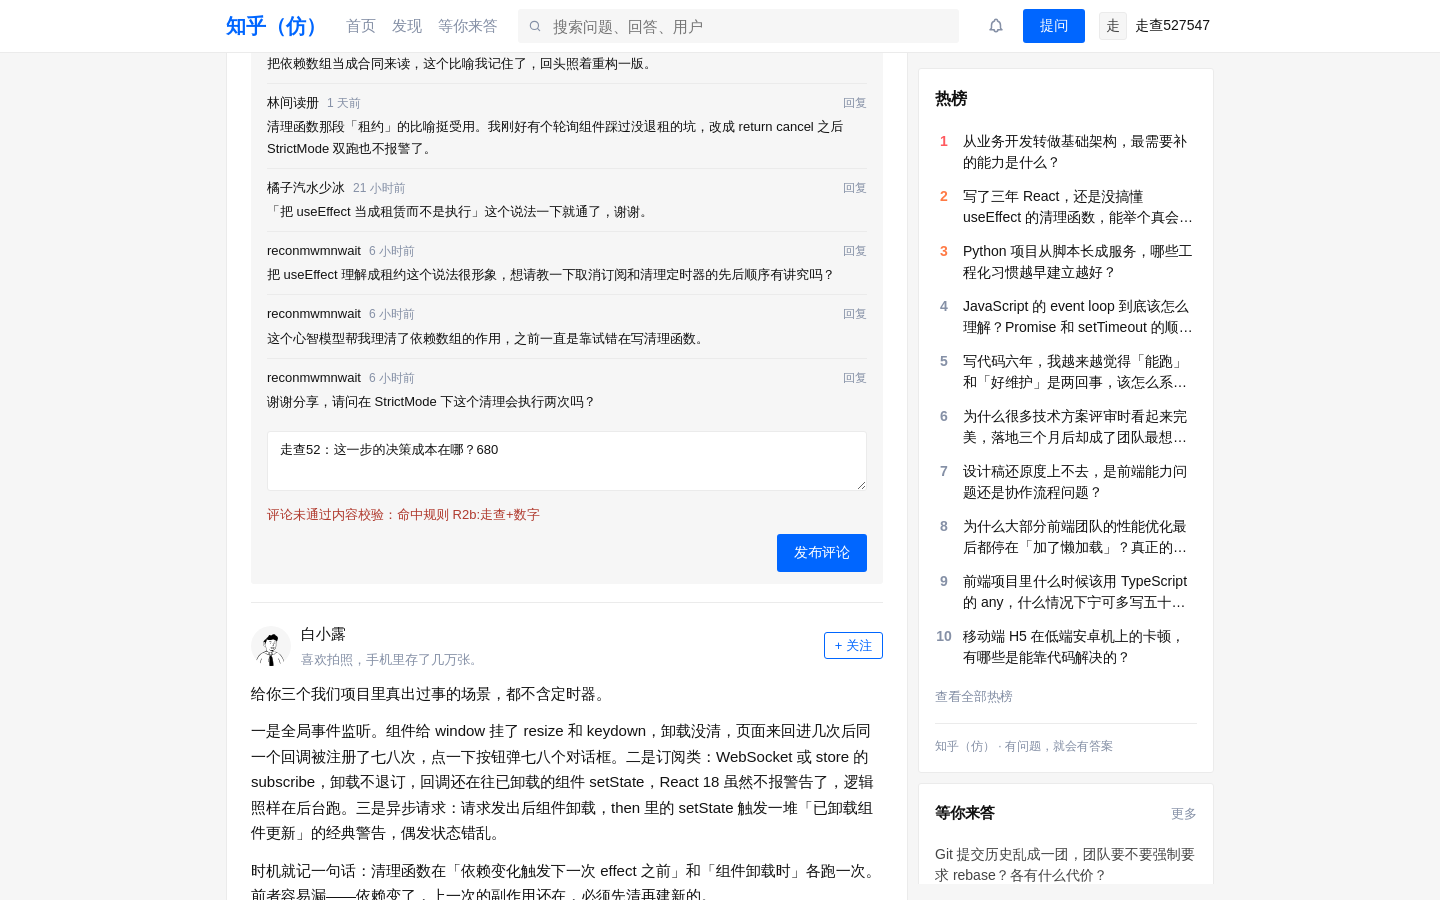 知乎（仿） 首页 发现 等你来答 搜索问题、回答、用户 提问 走 走查527547
把依赖数组当成合同来读，这个比喻我记住了，回头照着重构一版。
林间读册 1 天前 回复
清理函数那段「租约」的比喻挺受用。我刚好有个轮询组件踩过没退租的坑，改成 return cancel 之后
StrictMode 双跑也不报警了。
橘子汽水少冰 21 小时前 回复
「把 useEffect 当成租赁而不是执行」这个说法一下就通了，谢谢。
reconmwmnwait 6 小时前 回复
把 useEffect 理解成租约这个说法很形象，想请教一下取消订阅和清理定时器的先后顺序有讲究吗？
reconmwmnwait 6 小时前 回复
这个心智模型帮我理清了依赖数组的作用，之前一直是靠试错在写清理函数。
reconmwmnwait 6 小时前 回复
谢谢分享，请问在 StrictMode 下这个清理会执行两次吗？
走查52：这一步的决策成本在哪？680
评论未通过内容校验：命中规则 R2b:走查+数字
发布评论
白小露
喜欢拍照，手机里存了几万张。
+ 关注
给你三个我们项目里真出过事的场景，都不含定时器。
一是全局事件监听。组件给 window 挂了 resize 和 keydown，卸载没清，页面来回进几次后同
一个回调被注册了七八次，点一下按钮弹七八个对话框。二是订阅类：WebSocket 或 store 的
subscribe，卸载不退订，回调还在往已卸载的组件 setState，React 18 虽然不报警告了，逻辑
照样在后台跑。三是异步请求：请求发出后组件卸载，then 里的 setState 触发一堆「已卸载组
件更新」的经典警告，偶发状态错乱。
时机就记一句话：清理函数在「依赖变化触发下一次 effect 之前」和「组件卸载时」各跑一次。
前者容易漏——依赖变了，上一次的副作用还在，必须先清再建新的。
热榜
1 从业务开发转做基础架构，最需要补
的能力是什么？
2 写了三年 React，还是没搞懂
useEffect 的清理函数，能举个真会…
3 Python 项目从脚本长成服务，哪些工
程化习惯越早建立越好？
4 JavaScript 的 event loop 到底该怎么
理解？Promise 和 setTimeout 的顺…
5 写代码六年，我越来越觉得「能跑」
和「好维护」是两回事，该怎么系…
6 为什么很多技术方案评审时看起来完
美，落地三个月后却成了团队最想…
7 设计稿还原度上不去，是前端能力问
题还是协作流程问题？
8 为什么大部分前端团队的性能优化最
后都停在「加了懒加载」？真正的…
9 前端项目里什么时候该用 TypeScript
的 any，什么情况下宁可多写五十…
10 移动端 H5 在低端安卓机上的卡顿，
有哪些是能靠代码解决的？
查看全部热榜
知乎（仿） · 有问题，就会有答案
等你来答 更多
Git 提交历史乱成一团，团队要不要强制要
求 rebase？各有什么代价？